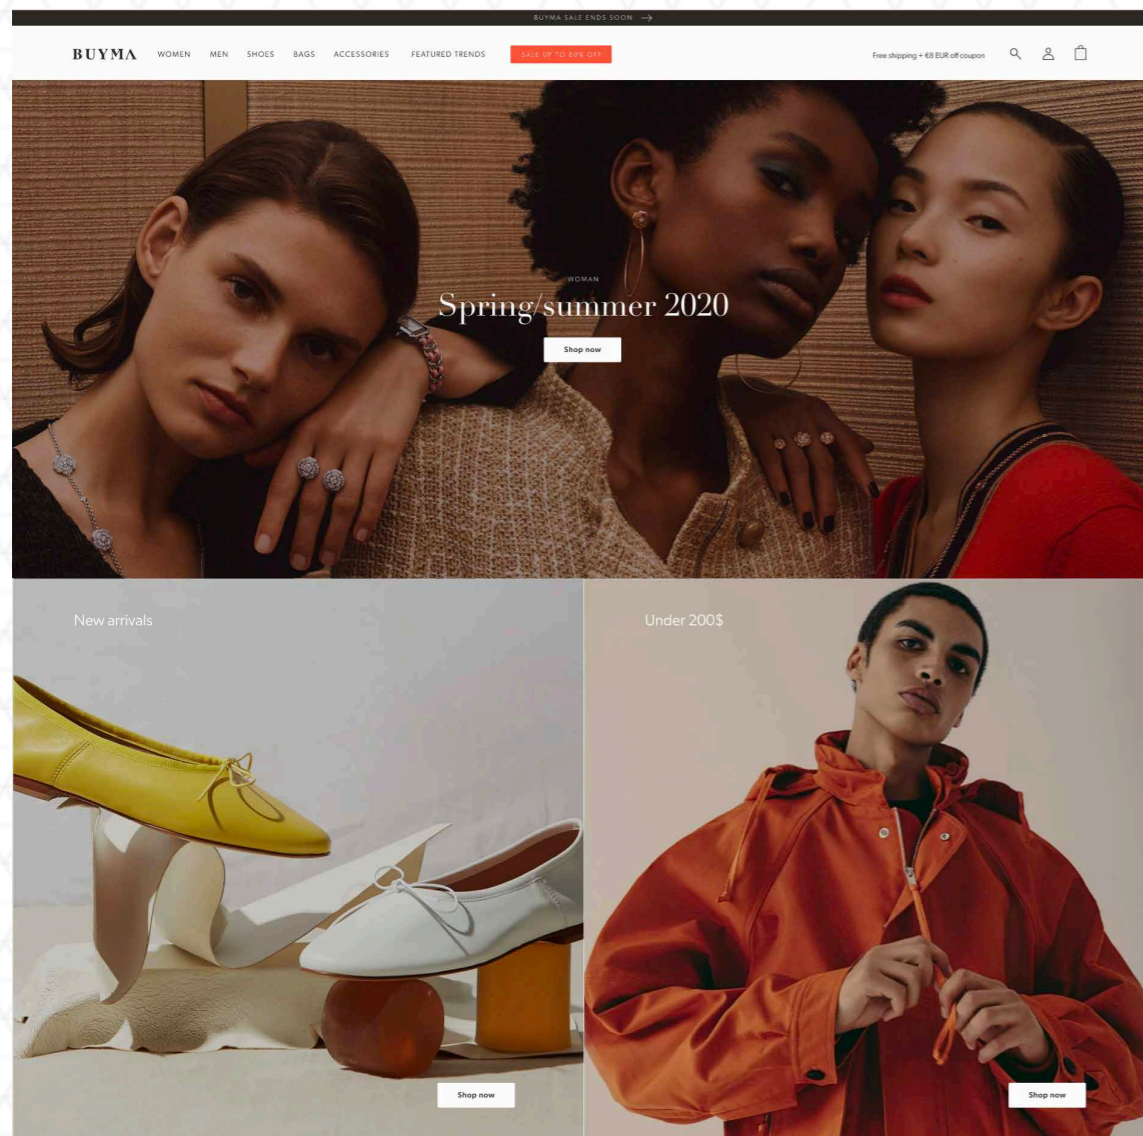 BUYMA SALE ENDS SOON →
BUYMA WOMEN MEN SHOES BAGS ACCESSORIES FEATURED TRENDS SALE UP TO 80% OFF Free shipping + €8 EUR off coupon
WOMAN
Spring/summer 2020
Shop now
New arrivals
Under 200$
Shop now
Shop now